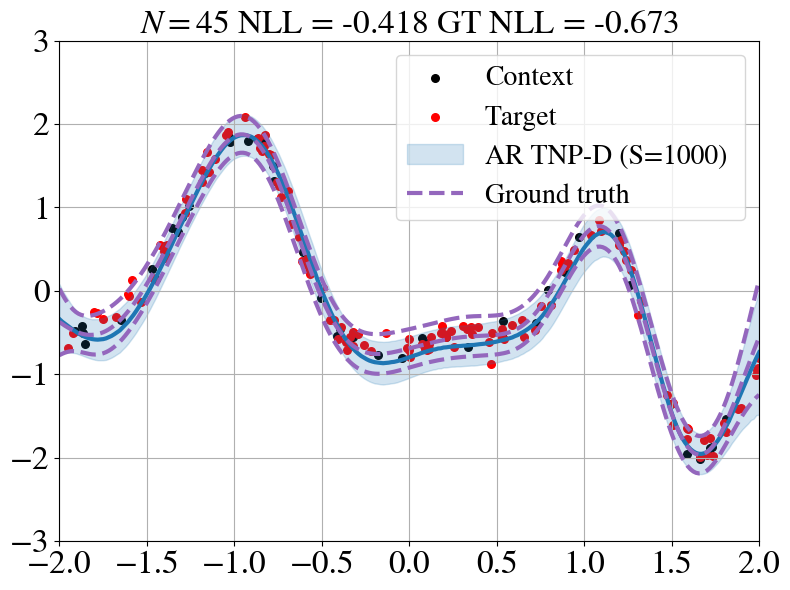 N = 45 NLL = -0.418 GT NLL = -0.673
3
2
1
0
−1
−2
−3
Context
Target
AR TNP-D (S=1000)
Ground truth
−2.0 −1.5 −1.0 −0.5 0.0 0.5 1.0 1.5 2.0